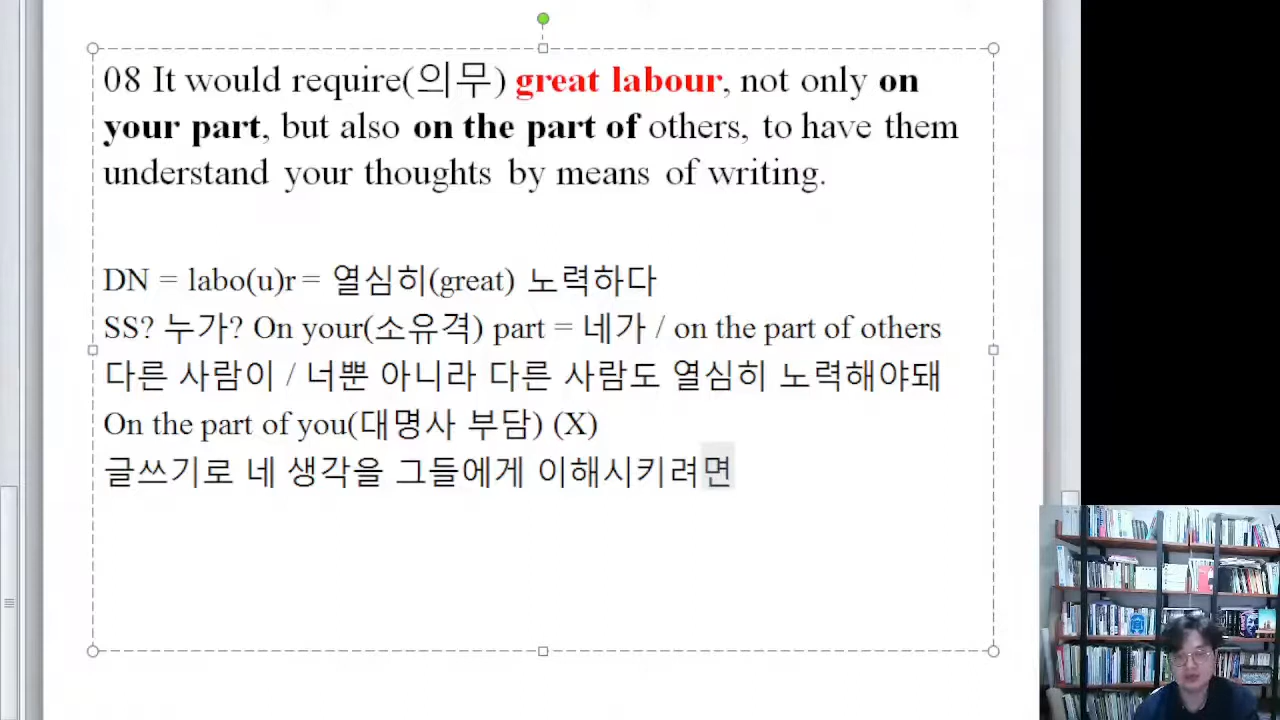 08 It would require(의무) great labour, not only on
your part, but also on the part of others, to have them
understand your thoughts by means of writing.
DN = labo(u)r = 열심히(great) 노력하다
SS? 누가? On your(소유격) part = 네가 / on the part of others
다른 사람이 / 너뿐 아니라 다른 사람도 열심히 노력해야돼
On the part of you(대명사 부담) (X)
글쓰기로 네 생각을 그들에게 이해시키려면